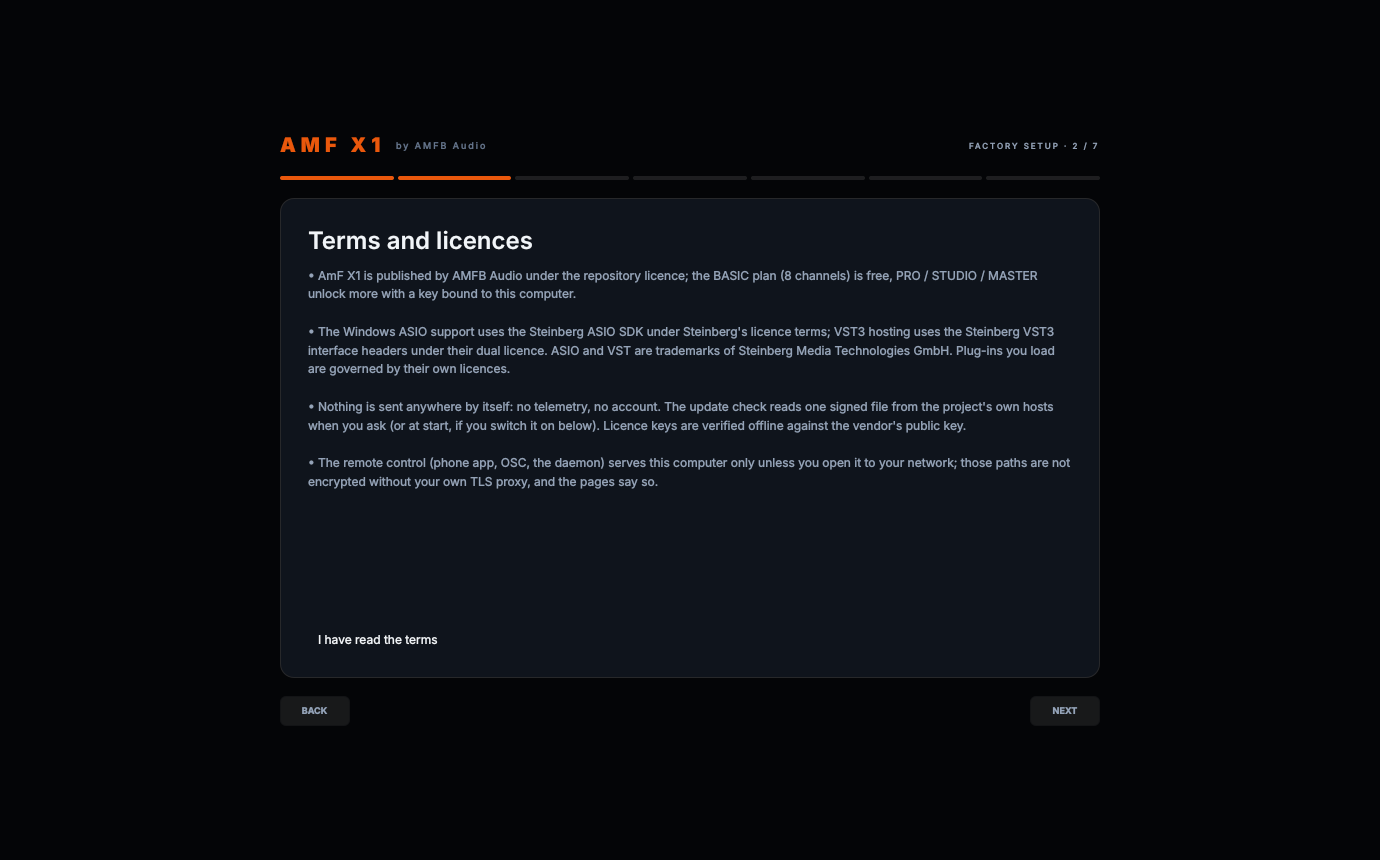 AMF X1 by AMFB Audio
FACTORY SETUP · 2 / 7
Terms and licences
• AmF X1 is published by AMFB Audio under the repository licence; the BASIC plan (8 channels) is free, PRO / STUDIO / MASTER
unlock more with a key bound to this computer.
• The Windows ASIO support uses the Steinberg ASIO SDK under Steinberg's licence terms; VST3 hosting uses the Steinberg VST3
interface headers under their dual licence. ASIO and VST are trademarks of Steinberg Media Technologies GmbH. Plug-ins you load
are governed by their own licences.
• Nothing is sent anywhere by itself: no telemetry, no account. The update check reads one signed file from the project's own hosts
when you ask (or at start, if you switch it on below). Licence keys are verified offline against the vendor's public key.
• The remote control (phone app, OSC, the daemon) serves this computer only unless you open it to your network; those paths are not
encrypted without your own TLS proxy, and the pages say so.
I have read the terms
BACK
NEXT